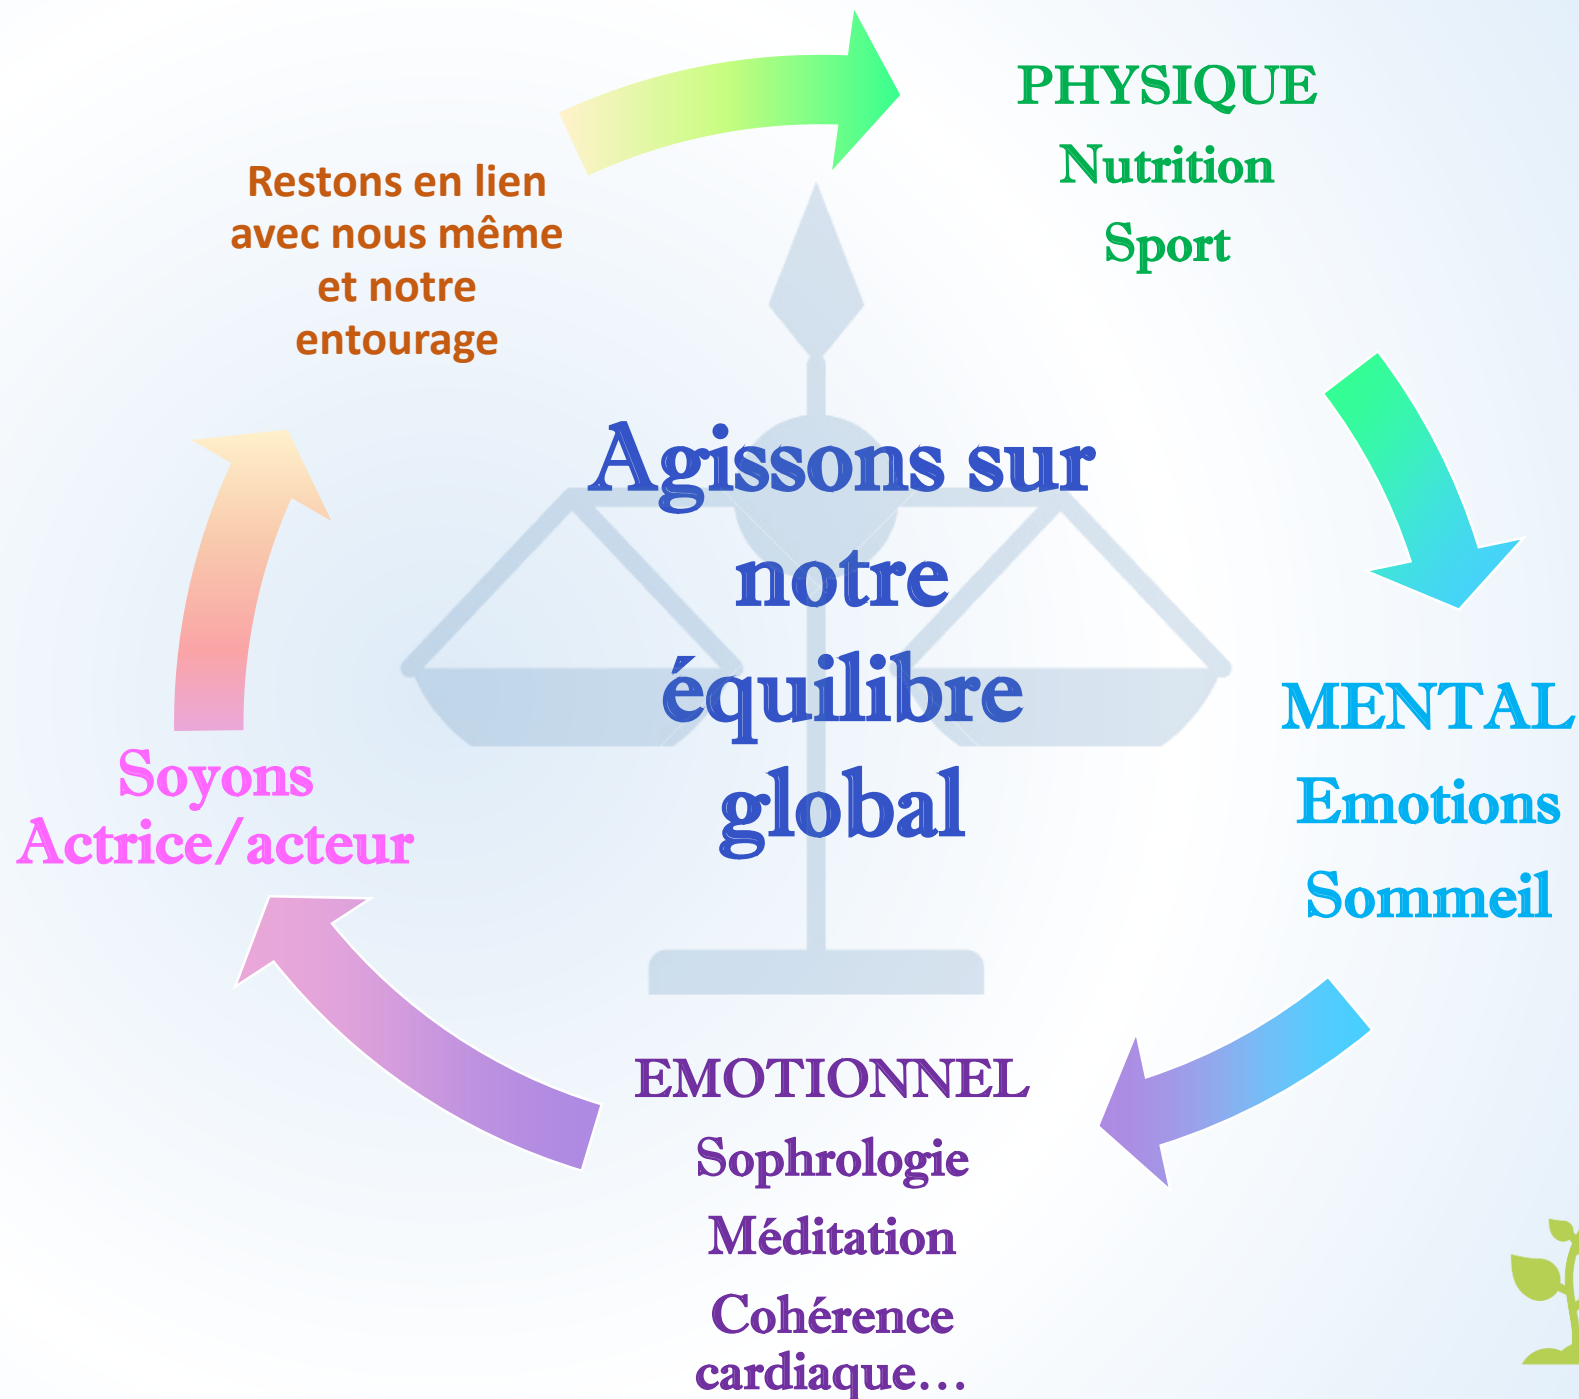 PHYSIQUE
Nutrition
Sport
Restons en lien
avec nous même
et notre
entourage
Agissons sur
notre
équilibre
global
MENTAL
Emotions
Sommeil
Soyons
Actrice/acteur
EMOTIONNEL
Sophrologie
Méditation
Cohérence
cardiaque...